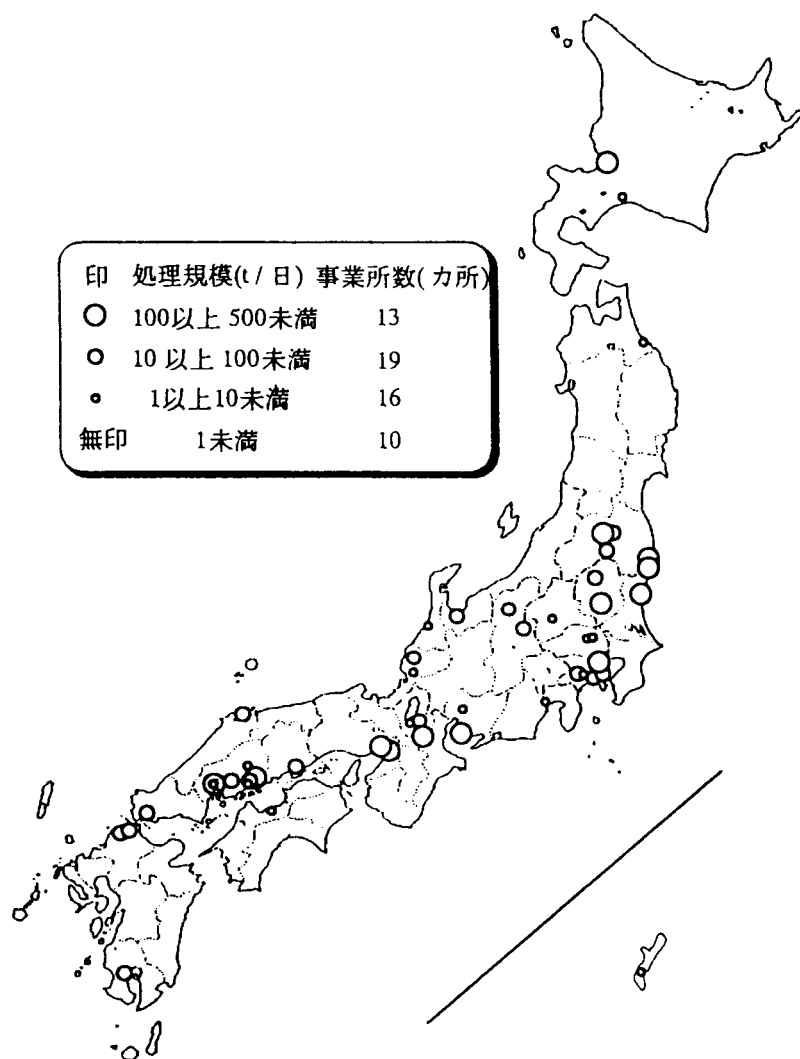 印 処理規模(t / 日) 事業所数(カ所)
○ 100以上 500未満 13
○ 10 以上 100未満 19
○ 1以上10未満 16
無印 1未満 10